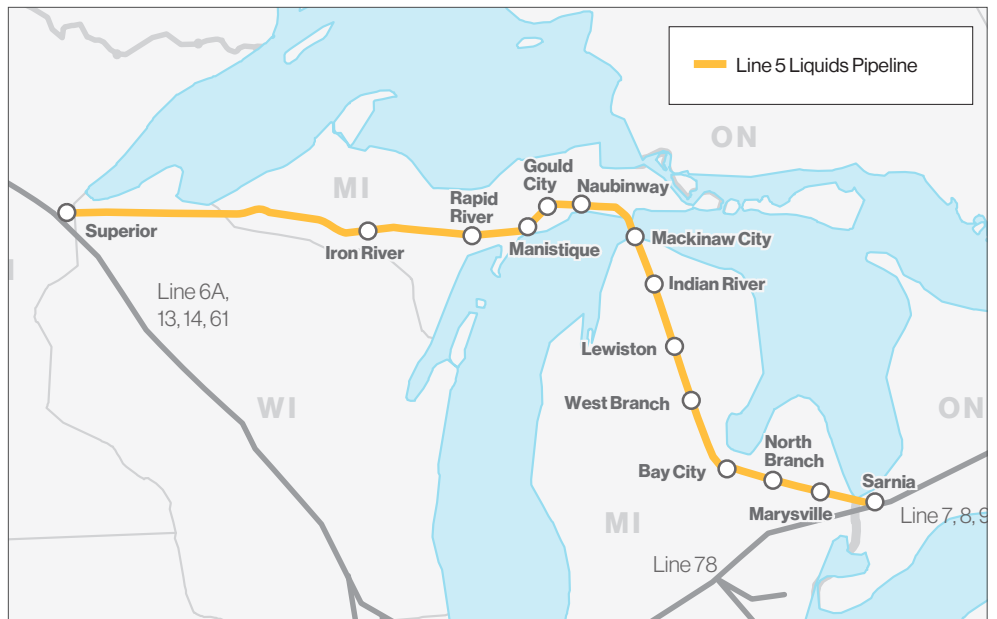 Line 5 Liquids Pipeline
ON
MI
Gould
City
Naubinway
Rapid
River
Superior
Iron River
Manistique
Mackinaw City
Indian River
Line 6A,
13, 14, 61
Lewiston
WI
West Branch
ON
North
Branch
Bay City
Sarnia
Marysville
Line 7, 8, 9
MI
Line 78